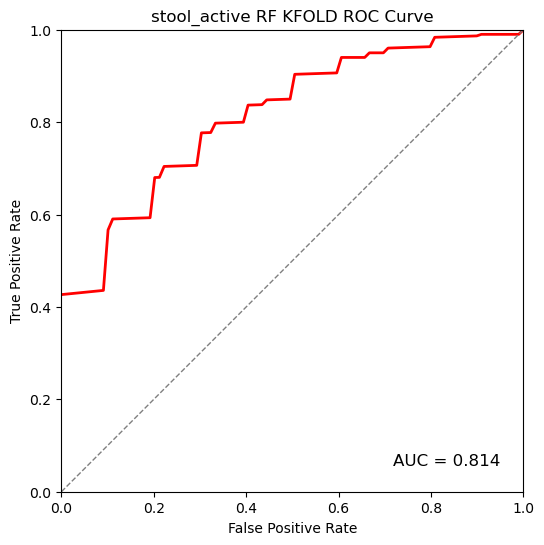 stool_active RF KFOLD ROC Curve
1.0
0.8
0.6
0.4
0.2
0.0
True Positive Rate
AUC = 0.814
0.0 0.2 0.4 0.6 0.8 1.0
False Positive Rate